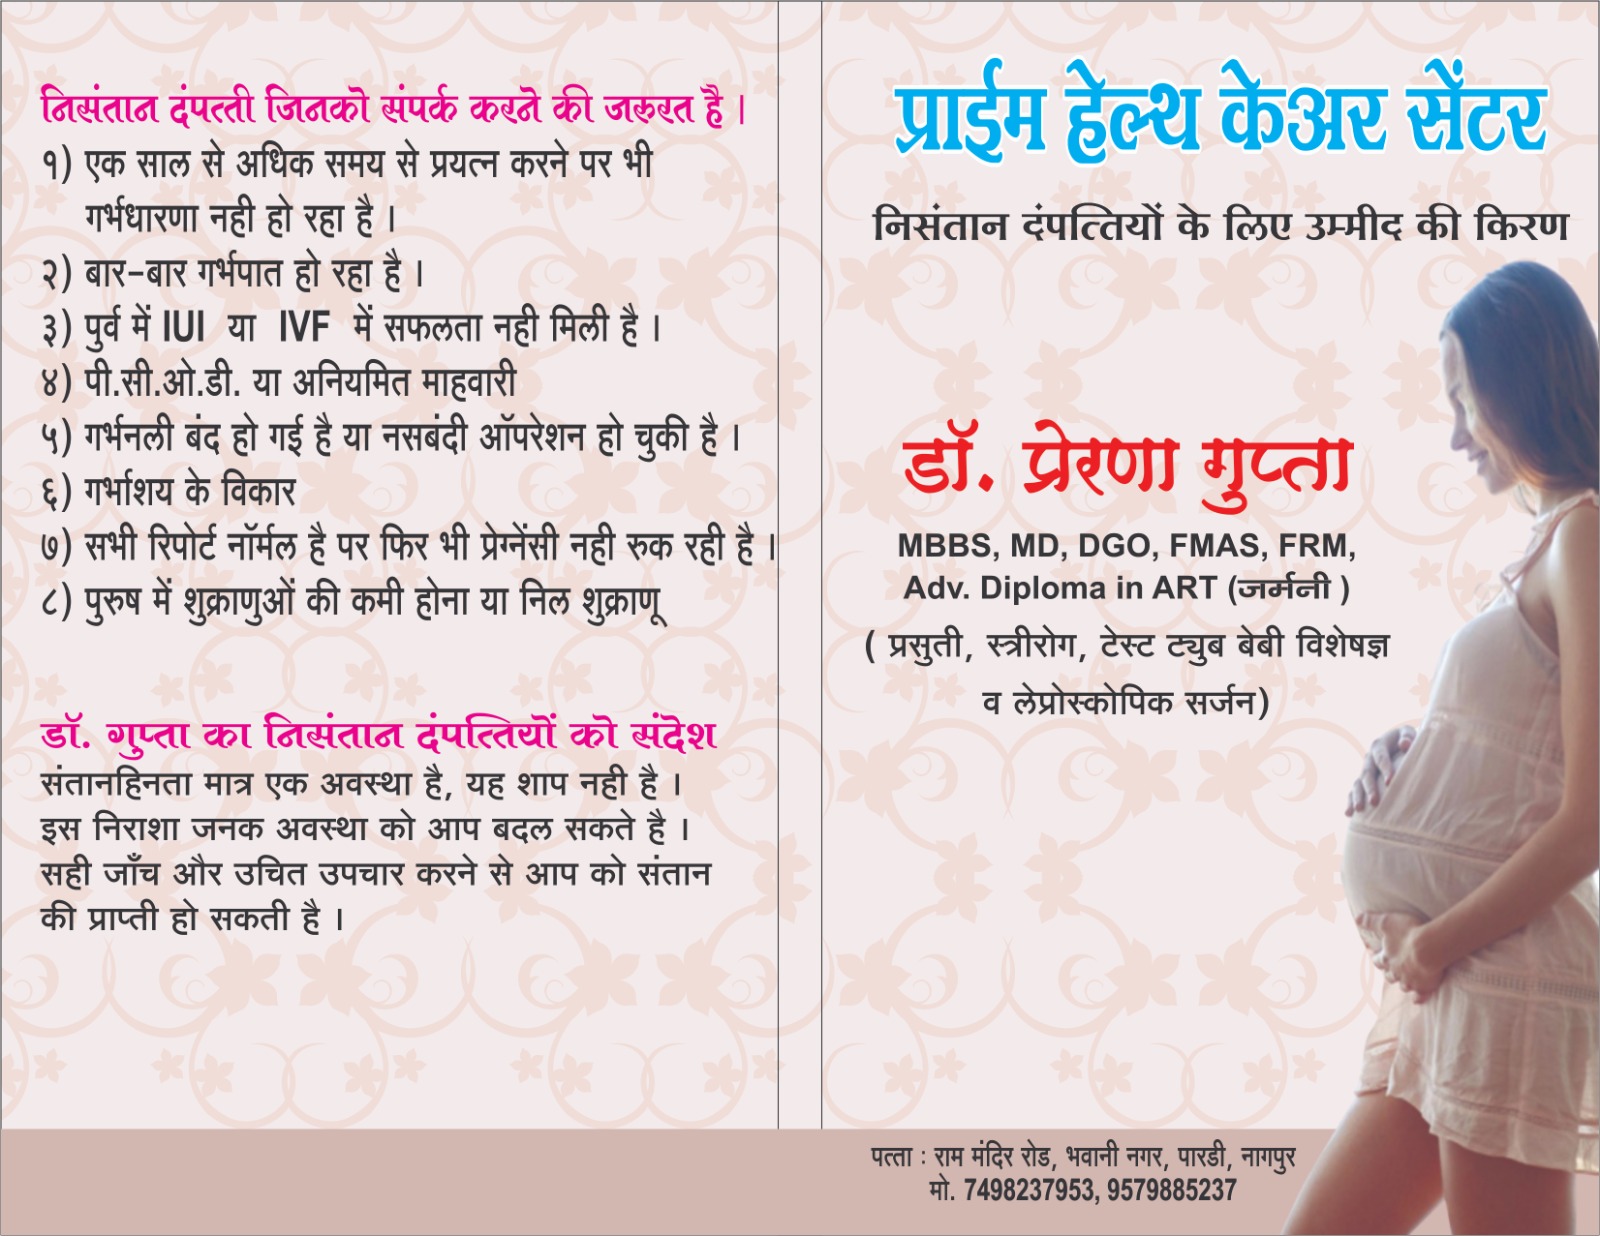 निसंतान दंपत्ती जिनको संपर्क करने की जरुरत है ।
१) एक साल से अधिक समय से प्रयत्न करने पर भी
गर्भधारणा नही हो रहा है ।
२) बार-बार गर्भपात हो रहा है ।
३) पुर्व में IUI या IVF में सफलता नही मिली है ।
४) पी.सी.ओ.डी. या अनियमित माहवारी
५) गर्भनली बंद हो गई है या नसबंदी ऑपरेशन हो चुकी है ।
६) गर्भाशय के विकार
७) सभी रिपोर्ट नॉर्मल है पर फिर भी प्रेग्नेंसी नही रुक रही है ।
८) पुरुष में शुक्राणुओं की कमी होना या निल शुक्राणू
डॉ. गुप्ता का निसंतान दंपत्तियों को संदेश
संतानहिनता मात्र एक अवस्था है, यह शाप नही है ।
इस निराशा जनक अवस्था को आप बदल सकते है ।
सही जाँच और उचित उपचार करने से आप को संतान
की प्राप्ती हो सकती है ।
प्राईम हेल्थ केअर सेंटर
निसंतान दंपत्तियों के लिए उम्मीद की किरण
डॉ. प्रेरणा गुप्ता
MBBS, MD, DGO, FMAS, FRM,
Adv. Diploma in ART (जर्मनी )
( प्रसुती, स्त्रीरोग, टेस्ट ट्युब बेबी विशेषज्ञ
व लेप्रोस्कोपिक सर्जन)
पत्ता : राम मंदिर रोड, भवानी नगर, पारडी, नागपुर
मो. 7498237953, 9579885237